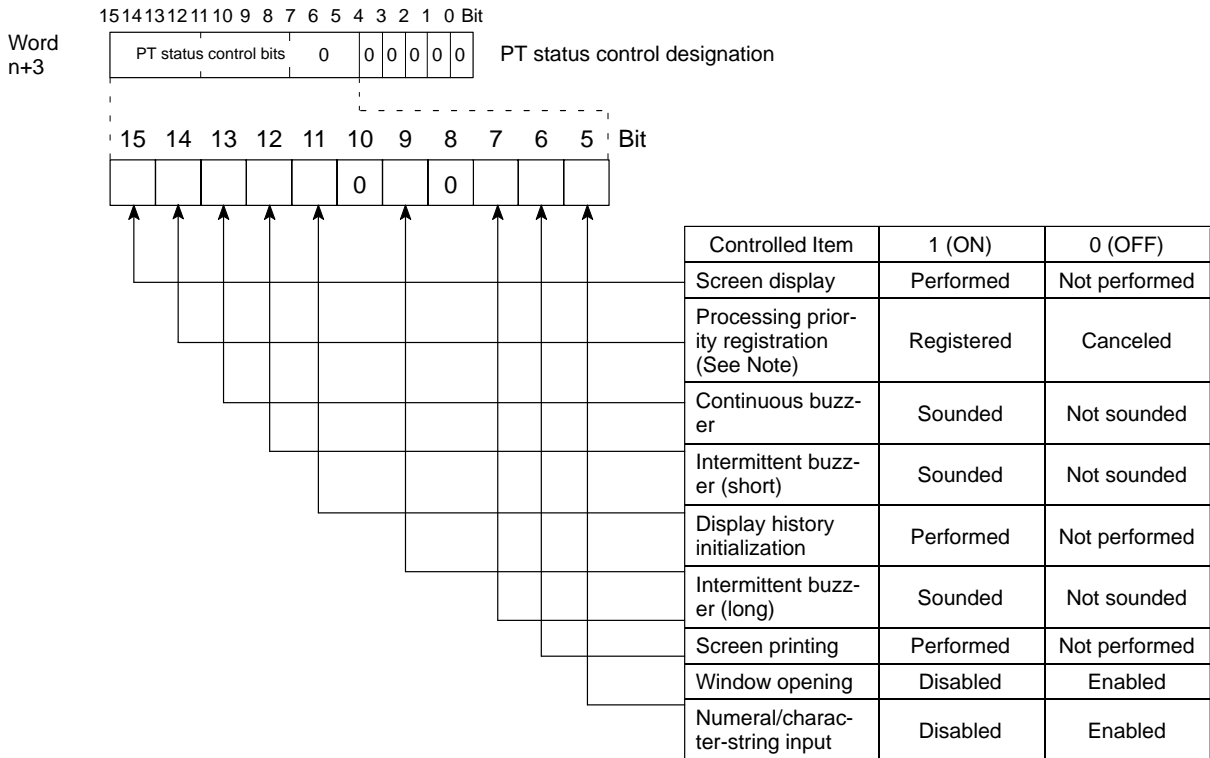 15 14 13 12 11 10 9 8 7 6 5 4 3 2 1 0 Bit
Word
n+3
PT status control bits 0 0 0 0 0 0 PT status control designation
15 14 13 12 11 10 9 8 7 6 5 Bit
0 0
Controlled Item 1 (ON) 0 (OFF)
Screen display Performed Not performed
Processing prior-
ity registration
(See Note) Registered Canceled
Continuous buzz-
er Sounded Not sounded
Intermittent buzz-
er (short) Sounded Not sounded
Display history
initialization Performed Not performed
Intermittent buzz-
er (long) Sounded Not sounded
Screen printing Performed Not performed
Window opening Disabled Enabled
Numeral/charac-
ter-string input Disabled Enabled